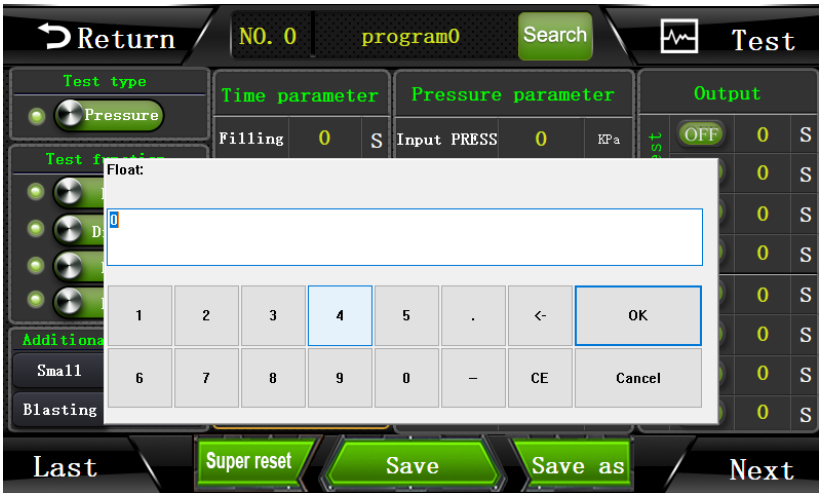 Return
NO. 0
program0
Search
Test
Test type
Pressure
Time parameter
Filling 0 S
Pressure parameter
Input PRESS 0 KPa
Output
OFF 0 S
0 S
0 S
0 S
0 S
0 S
0 S
0 S
Test
Float:
0
1 2 3 4 5 . <- OK
6 7 8 9 0 - CE Cancel
Small
Blasting
Last
Super reset
Save
Save as
Next